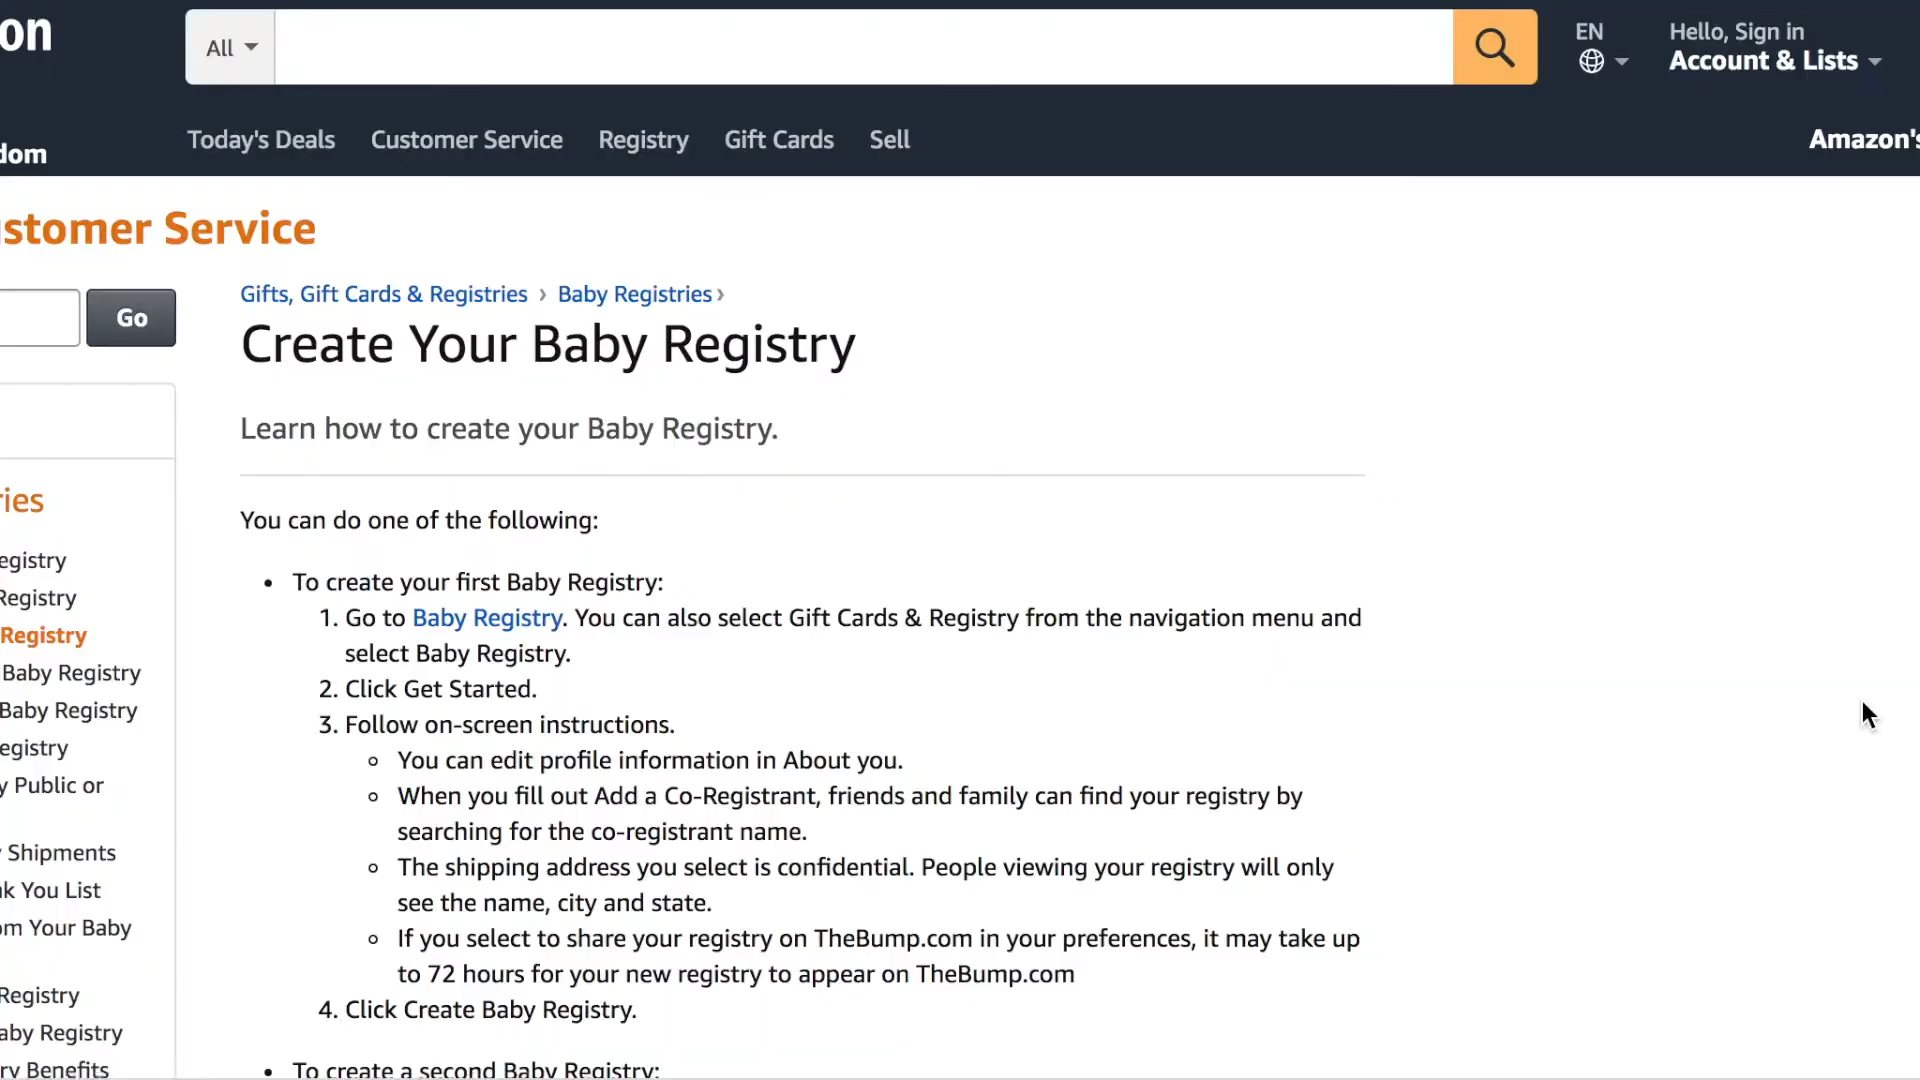 on
All
EN
Hello, Sign in
Account & Lists
dom
Today's Deals
Customer Service
Registry
Gift Cards
Sell
Amazon's
stomer Service
Go
Gifts, Gift Cards & Registries › Baby Registries ›
Create Your Baby Registry
Learn how to create your Baby Registry.
You can do one of the following:
• To create your first Baby Registry:
1. Go to Baby Registry. You can also select Gift Cards & Registry from the navigation menu and
select Baby Registry.
2. Click Get Started.
3. Follow on-screen instructions.
You can edit profile information in About you.
When you fill out Add a Co-Registrant, friends and family can find your registry by
searching for the co-registrant name.
The shipping address you select is confidential. People viewing your registry will only
see the name, city and state.
If you select to share your registry on TheBump.com in your preferences, it may take up
to 72 hours for your new registry to appear on TheBump.com
4. Click Create Baby Registry.
• To create a second Baby Registry:
ries
egistry
Registry
Registry
Baby Registry
Baby Registry
egistry
y Public or
Shipments
k You List
om Your Baby
Registry
aby Registry
ry Benefits